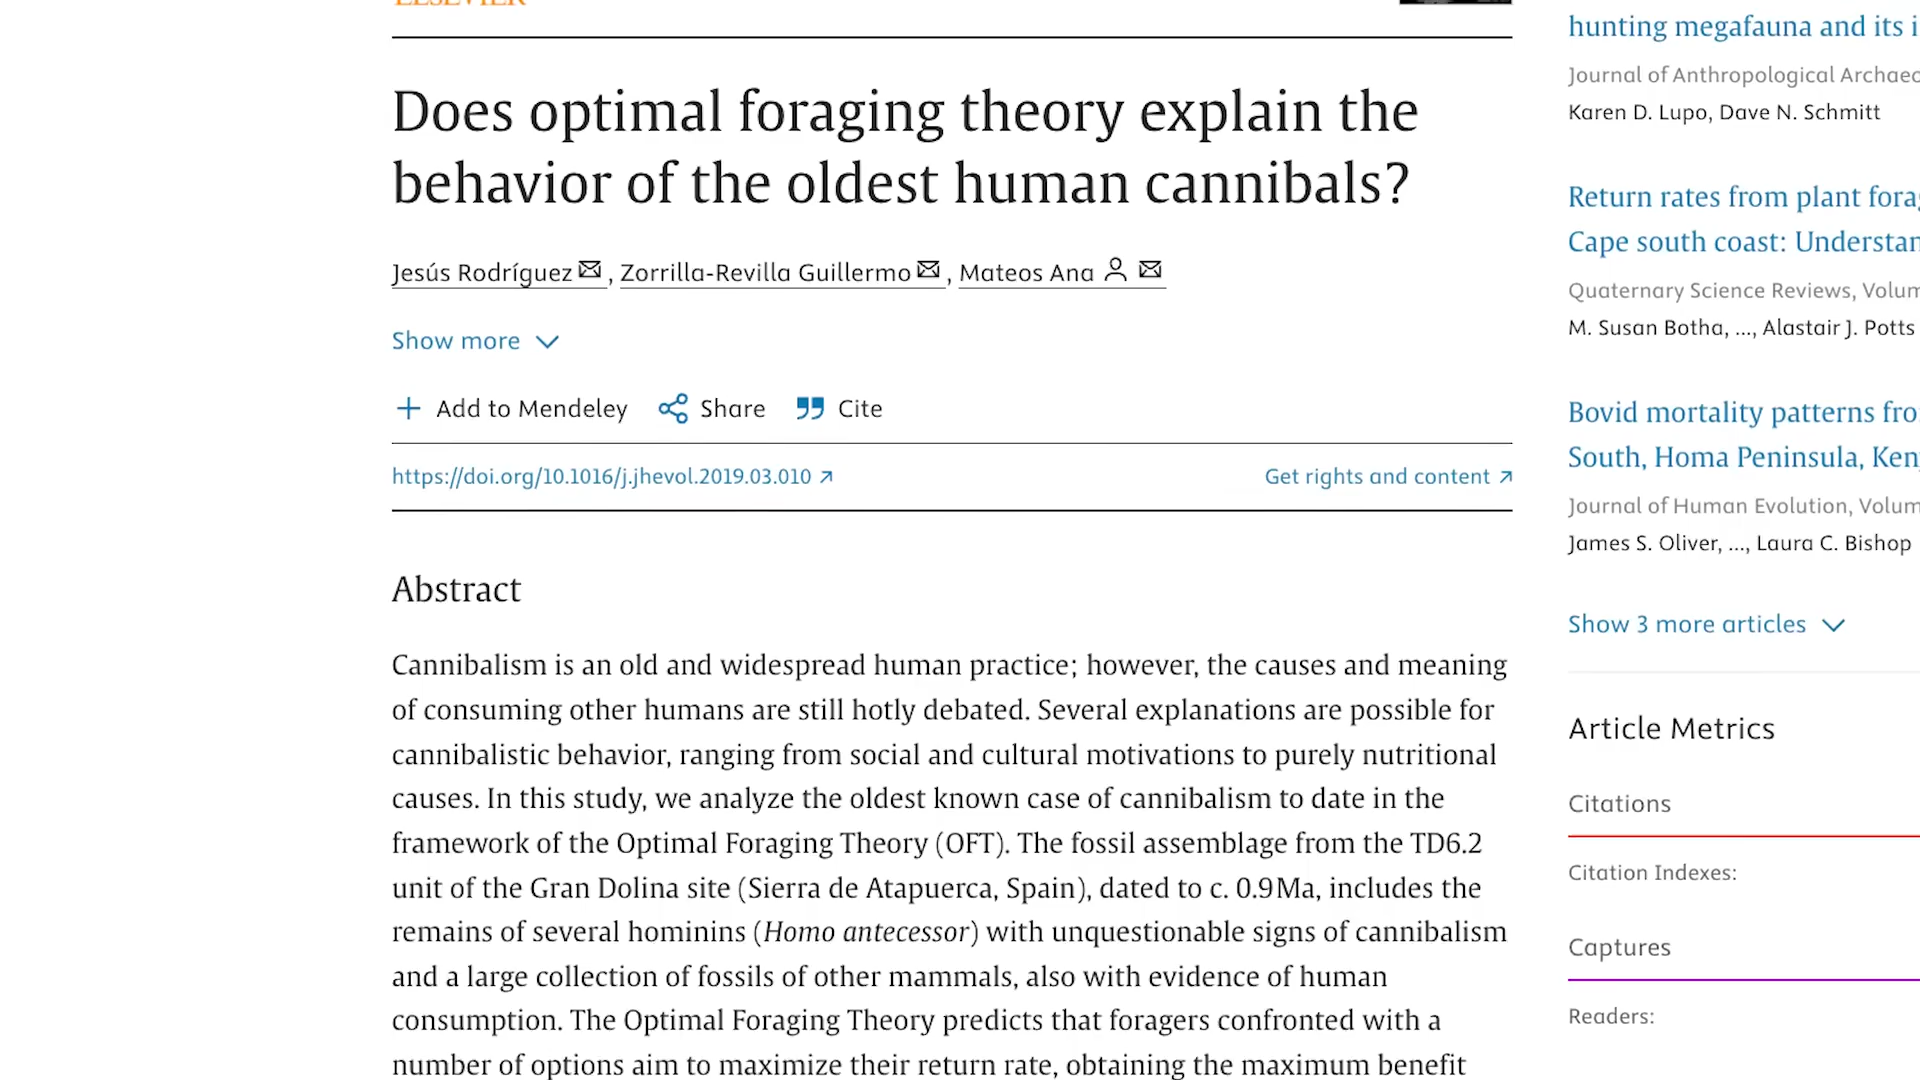 ELSEVIER
Does optimal foraging theory explain the
behavior of the oldest human cannibals?
Jesús Rodríguez, Zorrilla-Revilla Guillermo, Mateos Ana
Show more
Add to Mendeley Share Cite
https://doi.org/10.1016/j.jhevol.2019.03.010 Get rights and content
Abstract
Cannibalism is an old and widespread human practice; however, the causes and meaning
of consuming other humans are still hotly debated. Several explanations are possible for
cannibalistic behavior, ranging from social and cultural motivations to purely nutritional
causes. In this study, we analyze the oldest known case of cannibalism to date in the
framework of the Optimal Foraging Theory (OFT). The fossil assemblage from the TD6.2
unit of the Gran Dolina site (Sierra de Atapuerca, Spain), dated to c. 0.9 Ma, includes the
remains of several hominins (Homo antecessor) with unquestionable signs of cannibalism
and a large collection of fossils of other mammals, also with evidence of human
consumption. The Optimal Foraging Theory predicts that foragers confronted with a
number of options aim to maximize their return rate, obtaining the maximum benefit
hunting megafauna and its i
Journal of Anthropological Archaeo
Karen D. Lupo, Dave N. Schmitt
Return rates from plant forag
Cape south coast: Understan
Quaternary Science Reviews, Volum
M. Susan Botha, ..., Alastair J. Potts
Bovid mortality patterns fro
South, Homa Peninsula, Ken
Journal of Human Evolution, Volum
James S. Oliver, ..., Laura C. Bishop
Show 3 more articles
Article Metrics
Citations
Citation Indexes:
Captures
Readers: